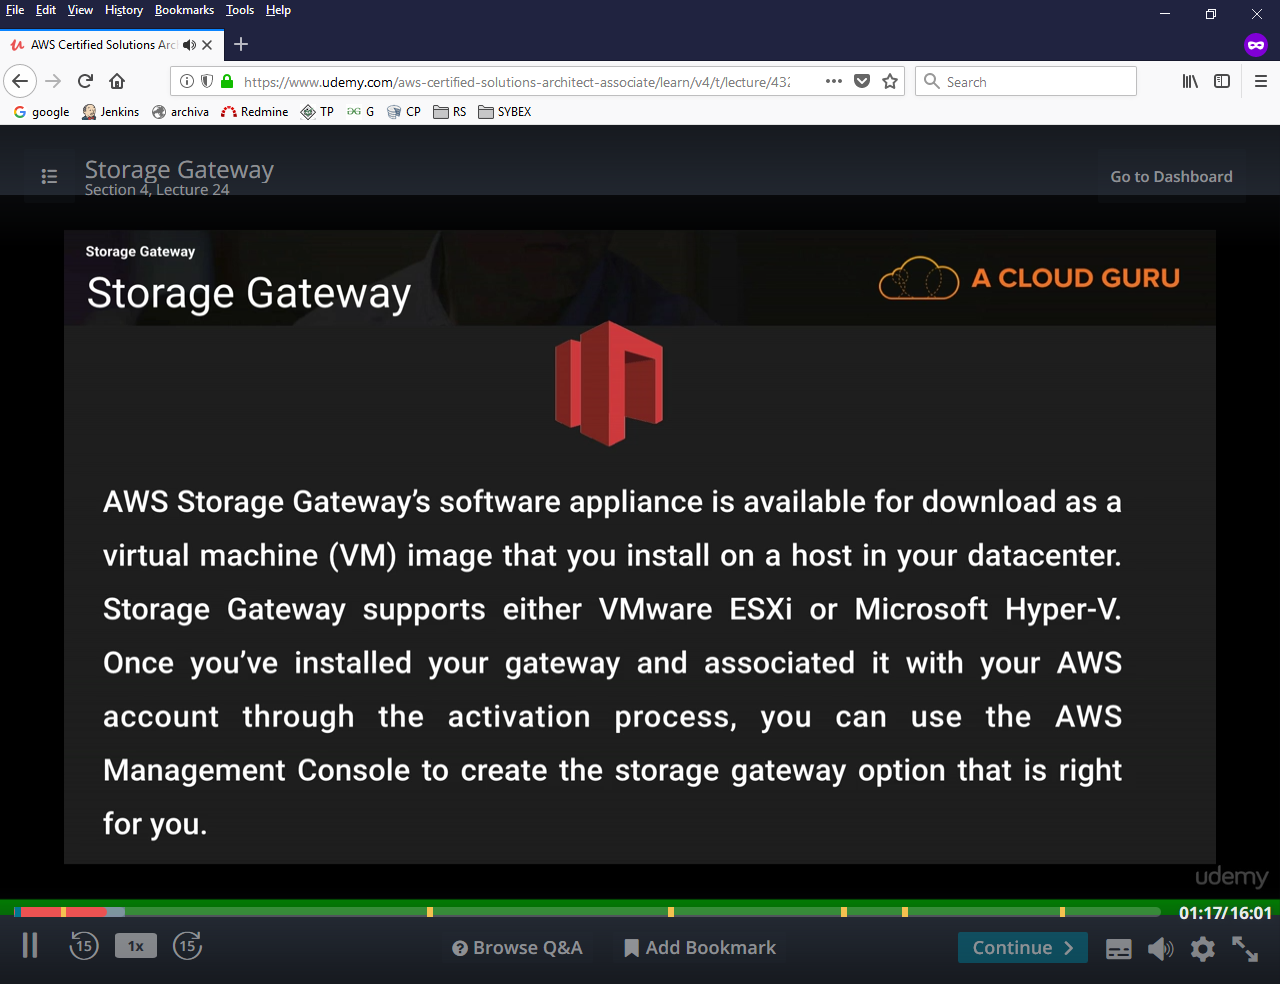 File Edit View History Bookmarks Tools Help
AWS Certified Solutions Arc
https://www.udemy.com/aws-certified-solutions-architect-associate/learn/v4/t/lecture/432
Search
google Jenkins archiva Redmine TP G CP RS SYBEX
Storage Gateway
Section 4, Lecture 24
Go to Dashboard
Storage Gateway
Storage Gateway
A CLOUD GURU
AWS Storage Gateway’s software appliance is available for download as a
virtual machine (VM) image that you install on a host in your datacenter.
Storage Gateway supports either VMware ESXi or Microsoft Hyper-V.
Once you’ve installed your gateway and associated it with your AWS
account through the activation process, you can use the AWS
Management Console to create the storage gateway option that is right
for you.
udemy
01:17/16:01
15 1x 15 Browse Q&A Add Bookmark Continue